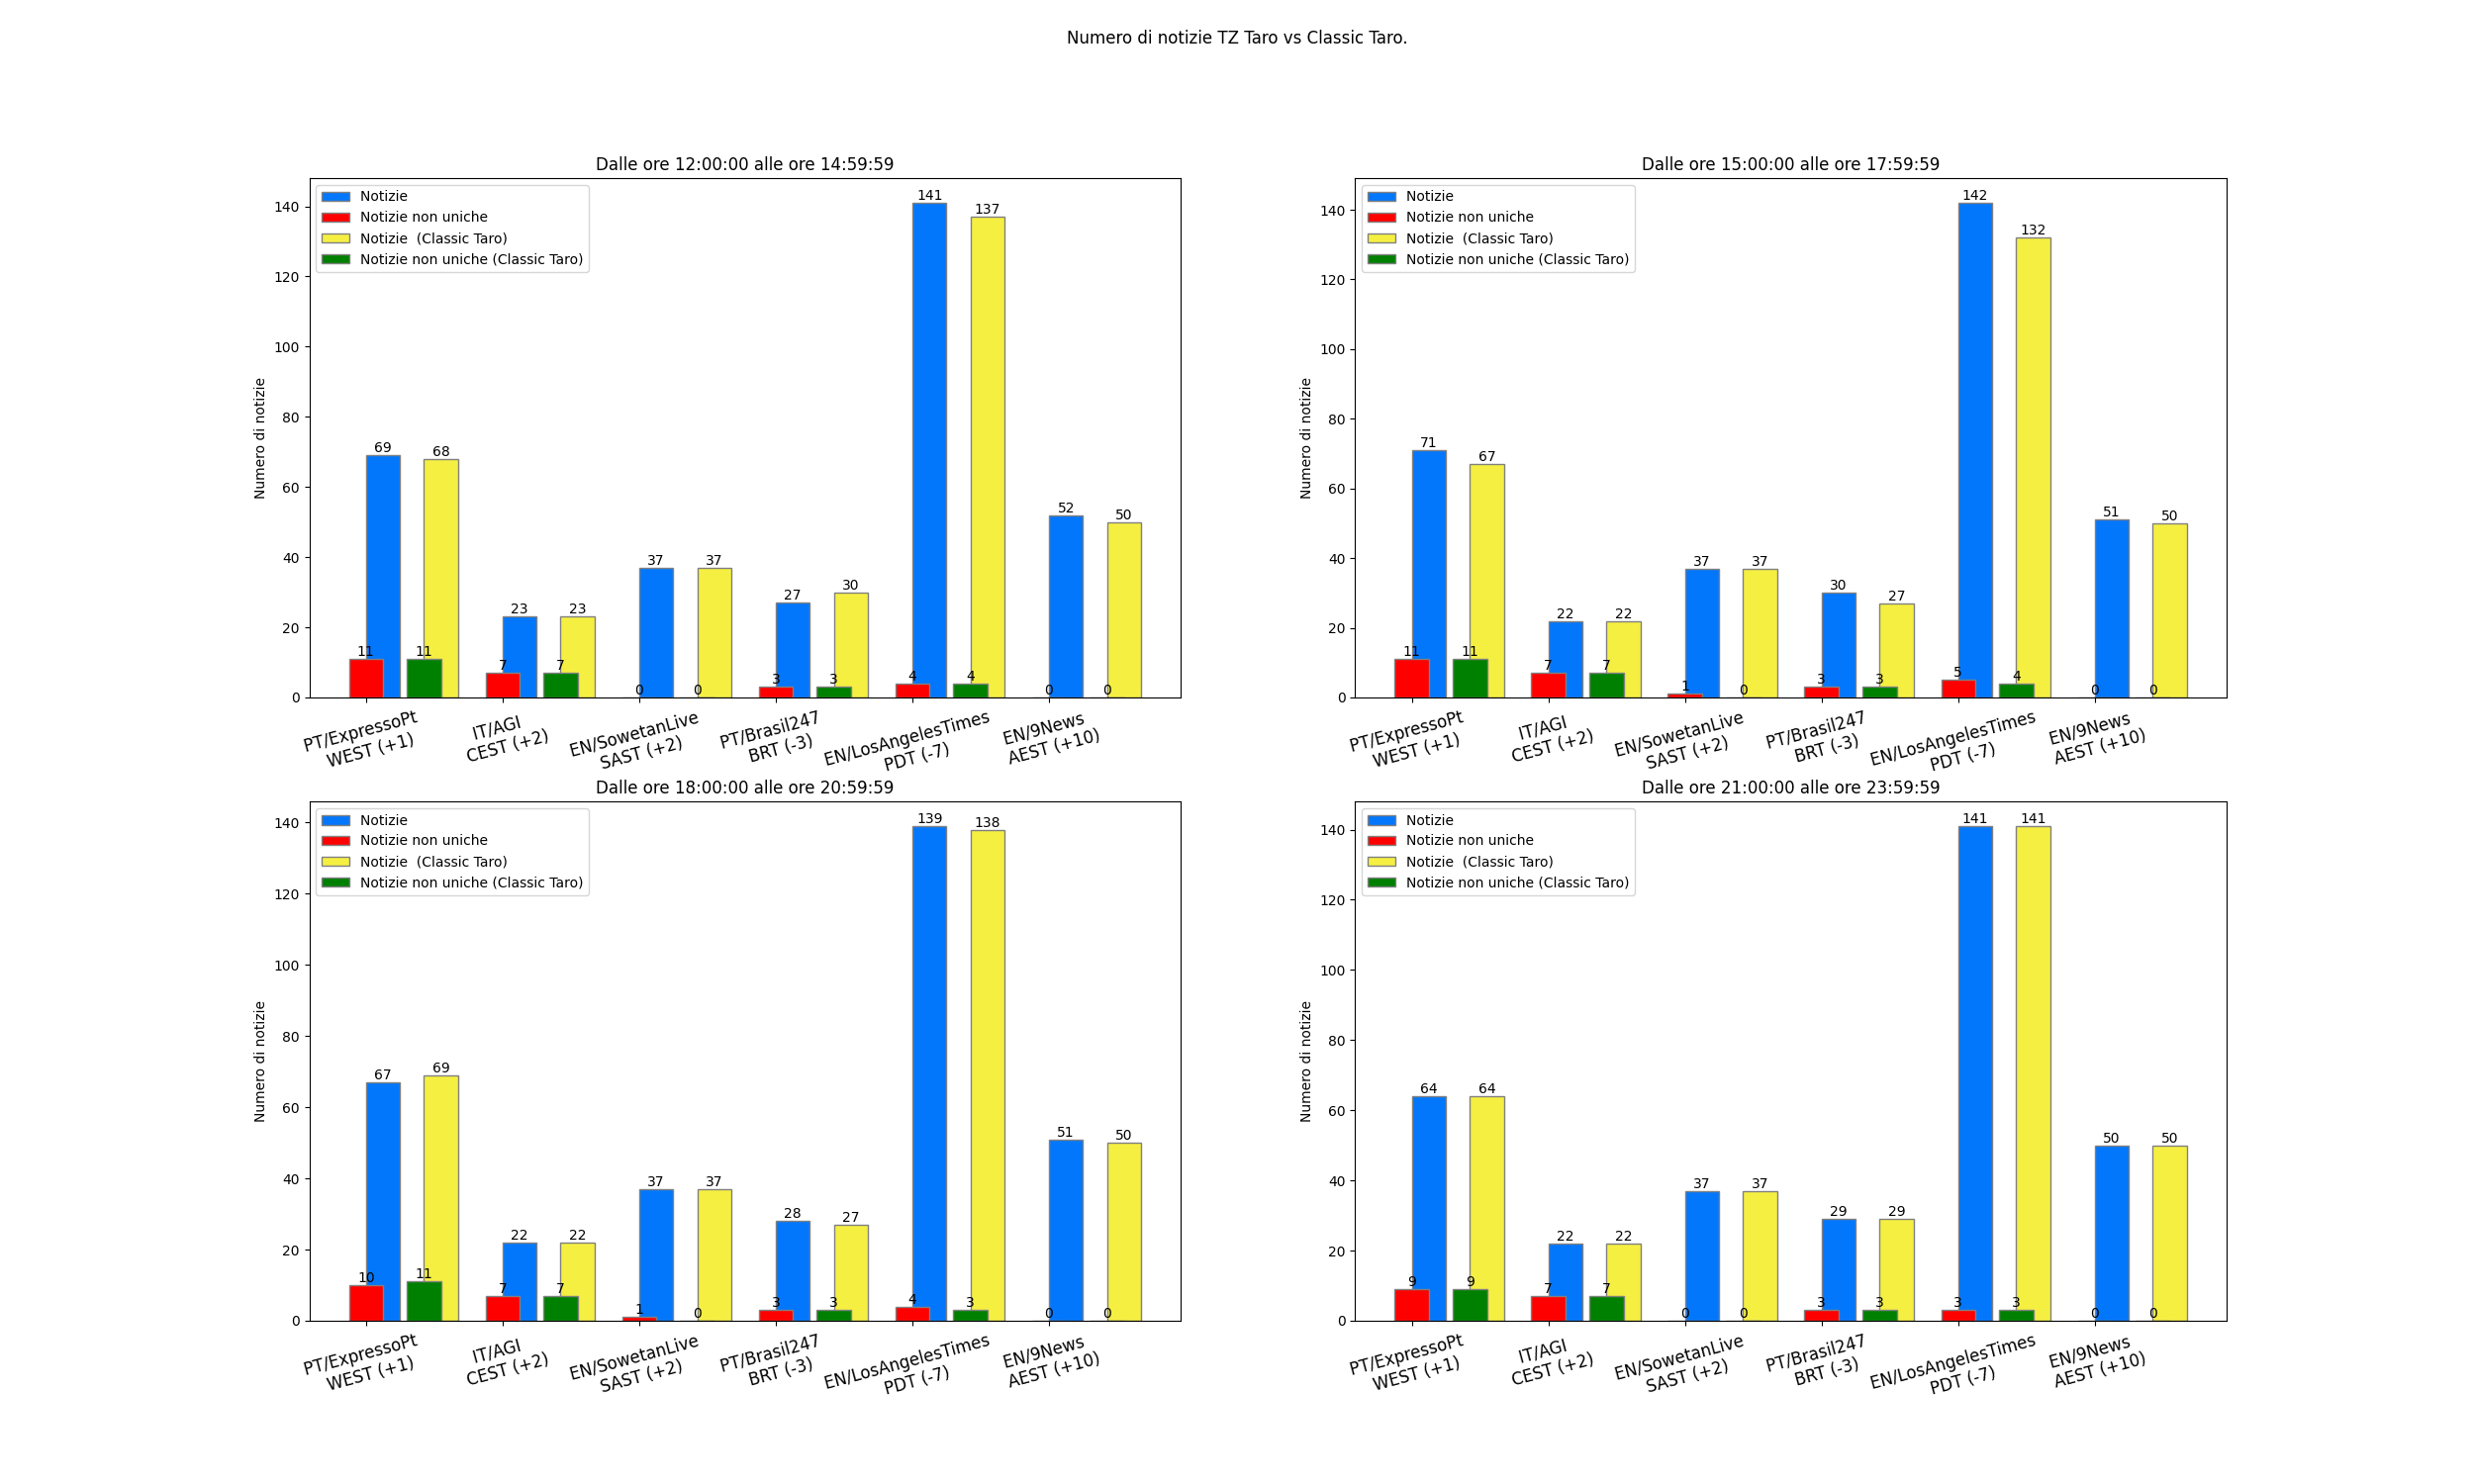 Numero di notizie TZ Taro vs Classic Taro.
Dalle ore 12:00:00 alle ore 14:59:59
Notizie
Notizie non uniche
Notizie  (Classic Taro)
Notizie non uniche (Classic Taro)
Numero di notizie
140
120
100
80
60
40
20
0
69 68 23 23 37 37 27 30 141 137 52 50
11 11 7 7 0 0 3 3 4 4 0 0
PT/ExpressoPt
WEST (+1)
IT/AGI
CEST (+2)
EN/SowetanLive
SAST (+2)
PT/Brasil247
BRT (-3)
EN/LosAngelesTimes
PDT (-7)
EN/9News
AEST (+10)
Dalle ore 15:00:00 alle ore 17:59:59
Notizie
Notizie non uniche
Notizie  (Classic Taro)
Notizie non uniche (Classic Taro)
Numero di notizie
140
120
100
80
60
40
20
0
71 67 22 22 37 37 30 27 142 132 51 50
11 11 7 7 1 0 3 3 5 4 0 0
PT/ExpressoPt
WEST (+1)
IT/AGI
CEST (+2)
EN/SowetanLive
SAST (+2)
PT/Brasil247
BRT (-3)
EN/LosAngelesTimes
PDT (-7)
EN/9News
AEST (+10)
Dalle ore 18:00:00 alle ore 20:59:59
Notizie
Notizie non uniche
Notizie  (Classic Taro)
Notizie non uniche (Classic Taro)
Numero di notizie
140
120
100
80
60
40
20
0
67 69 22 22 37 37 28 27 139 138 51 50
10 11 7 7 1 0 3 3 4 3 0 0
PT/ExpressoPt
WEST (+1)
IT/AGI
CEST (+2)
EN/SowetanLive
SAST (+2)
PT/Brasil247
BRT (-3)
EN/LosAngelesTimes
PDT (-7)
EN/9News
AEST (+10)
Dalle ore 21:00:00 alle ore 23:59:59
Notizie
Notizie non uniche
Notizie  (Classic Taro)
Notizie non uniche (Classic Taro)
Numero di notizie
140
120
100
80
60
40
20
0
64 64 22 22 37 37 29 29 141 141 50 50
9 9 7 7 0 0 3 3 3 3 0 0
PT/ExpressoPt
WEST (+1)
IT/AGI
CEST (+2)
EN/SowetanLive
SAST (+2)
PT/Brasil247
BRT (-3)
EN/LosAngelesTimes
PDT (-7)
EN/9News
AEST (+10)